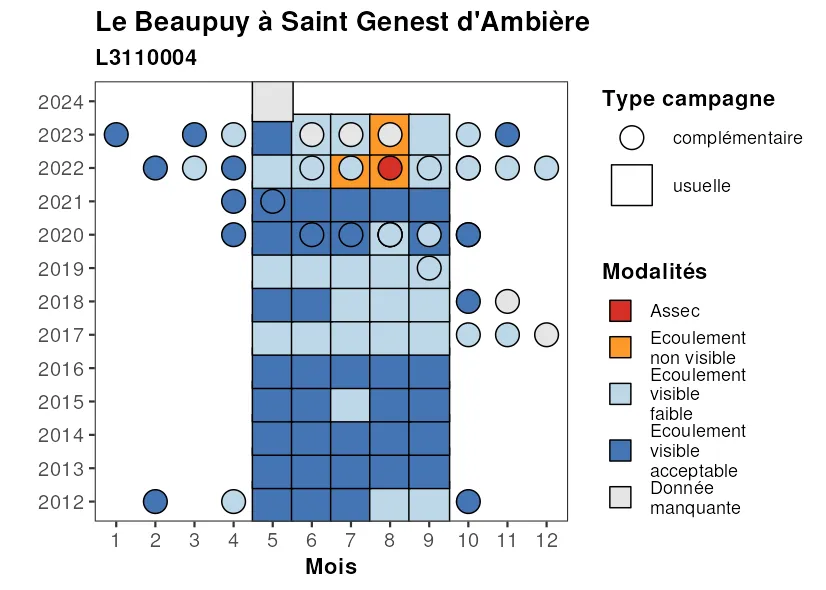 Le Beaupuy à Saint Genest d'Ambière
L3110004
2024
2023
2022
2021
2020
2019
2018
2017
2016
2015
2014
2013
2012
1 2 3 4 5 6 7 8 9 10 11 12
Mois
Type campagne
complémentaire
usuelle
Modalités
Assec
Ecoulement
non visible
Ecoulement
visible
faible
Ecoulement
visible
acceptable
Donnée
manquante